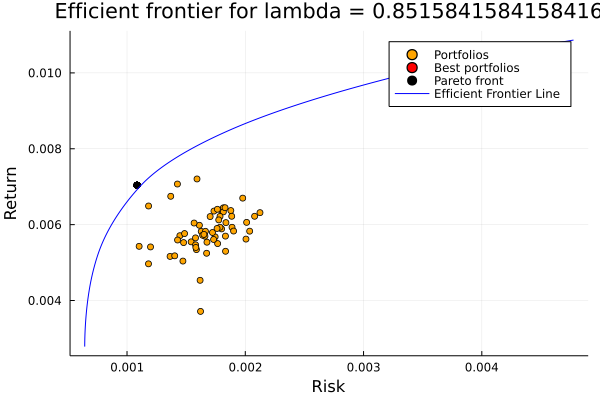 Efficient frontier for lambda = 0.8515841584158416
Portfolios
Best portfolios
Pareto front
Efficient Frontier Line
0.010
0.008
0.006
0.004
Return
0.001 0.002 0.003 0.004
Risk